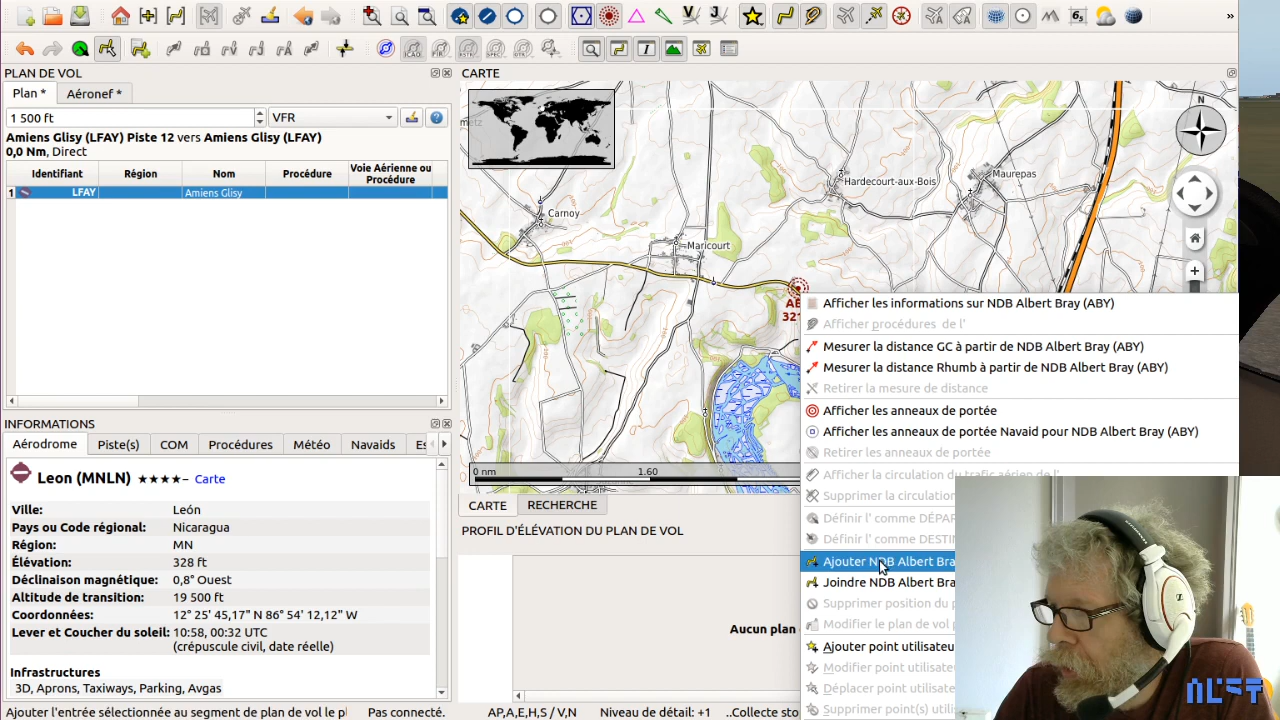 PLAN DE VOL
Plan *
Aéronef *
1 500 ft
VFR
Amiens Glisy (LFAY) Piste 12 vers Amiens Glisy (LFAY)
0,0 Nm, Direct
Identifiant
Région
Nom
Procédure
Voie Aérienne ou
Procédure
1
LFAY
Amiens Glisy
INFORMATIONS
Aérodrome
Piste(s)
COM
Procédures
Météo
Navaids
Es
Leon (MNLN)
Carte
Ville: León
Pays ou Code régional: Nicaragua
Région: MN
Élévation: 328 ft
Déclinaison magnétique: 0,8° Ouest
Altitude de transition: 19 500 ft
Coordonnées: 12° 25' 45,17" N 86° 54' 12,12" W
Lever et Coucher du soleil: 10:58, 00:32 UTC
(crépuscule civil, date réelle)
Infrastructures
3D, Aprons, Taxiways, Parking, Avgas
CARTE
N
metz
Carnoy
Maricourt
Hardecourt-aux-Bois
Maurepas
0 nm
1.60
CARTE
RECHERCHE
PROFIL D'ÉLÉVATION DU PLAN DE VOL
Aucun plan
Afficher les informations sur NDB Albert Bray (ABY)
Afficher procédures de l'
Mesurer la distance GC à partir de NDB Albert Bray (ABY)
Mesurer la distance Rhumb à partir de NDB Albert Bray (ABY)
Retirer la mesure de distance
Afficher les anneaux de portée
Afficher les anneaux de portée Navaid pour NDB Albert Bray (ABY)
Retirer les anneaux de portée
Afficher la circulation du trafic aérien de l'
Supprimer la circulation
Définir l' comme DÉPA
Définir l' comme DESTI
Ajouter NDB Albert Bra
Joindre NDB Albert Bra
Supprimer position du p
Modifier le plan de vol p
Ajouter point utilisateu
Modifier point utilisate
Déplacer point utilisate
Supprimer point(s) utili
Ajouter l'entrée sélectionnée au segment de plan de vol le pl
Pas connecté.
AP,A,E,H,S / V,N
Niveau de détail: +1
..Collecte sto